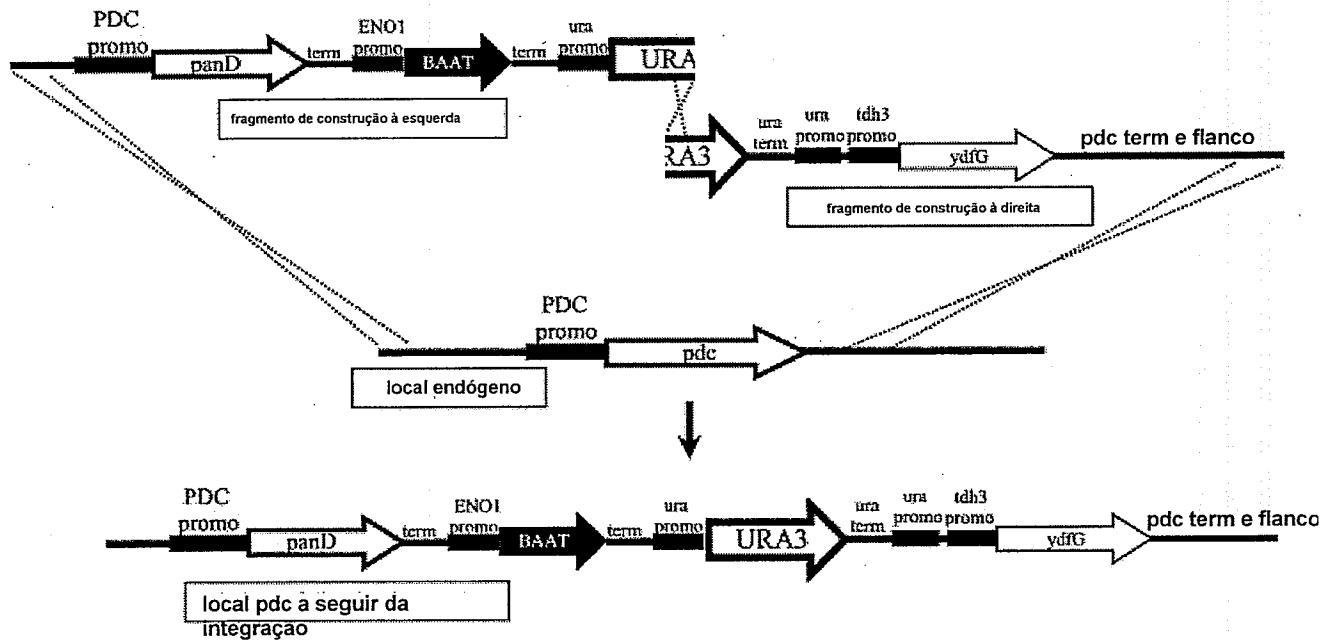 PDC
promo
panD
term
ENO1
promo
BAAT
term
ura
promo
URA
fragmento de construção à esquerda
RA3
ura
term
ura
promo
tdh3
promo
ydfG
pdc term e flanco
fragmento de construção à direita
PDC
promo
pdc
local endógeno
PDC
promo
panD
term
ENO1
promo
BAAT
term
ura
promo
URA3
ura
term
ura
promo
tdh3
promo
ydfG
pdc term e flanco
local pdc a seguir da
integração